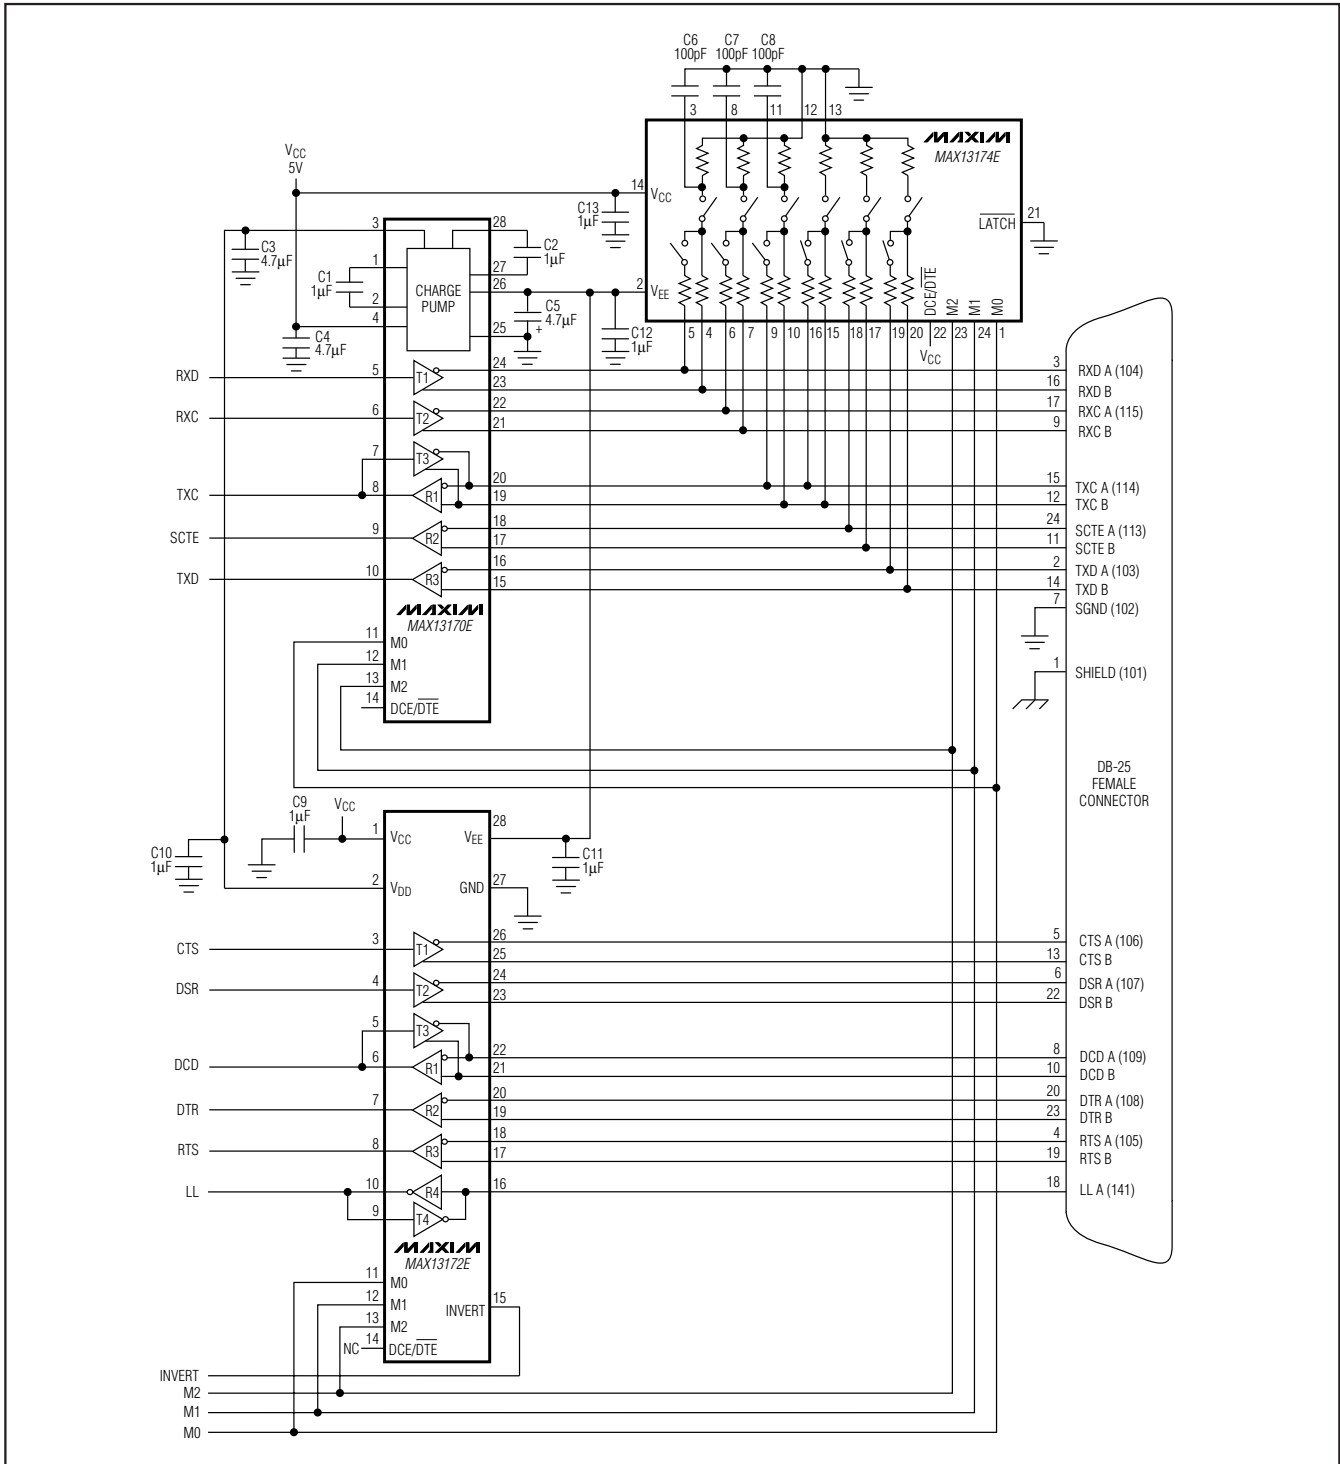 C6 C7 C8
100pF 100pF 100pF
3 8 11 12 13
MAXIM
MAX13174E
VCC
5V
14 VCC
C13
1µF
LATCH 21
3 28
C3
4.7µF
C2
1µF
1 27
C1
1µF
CHARGE
PUMP
26
2 VEE
2
4 25
C5
4.7µF
+
C12
1µF
C4
4.7µF
DCE/DTE M2 M1 M0
5 4 6 7 9 10 16 15 18 17 19 20 22 23 24 1
VCC
RXD 5 T1 24 3 RXD A (104)
23 16 RXD B
RXC 6 T2 22 17 RXC A (115)
21 9 RXC B
7 T3
TXC 8 R1 20 15 TXC A (114)
19 12 TXC B
SCTE 9 R2 18 24 SCTE A (113)
17 11 SCTE B
TXD 10 R3 16 2 TXD A (103)
15 14 TXD B
7 SGND (102)
MAXIM
MAX13170E
11 M0
12 M1
13 M2
14 DCE/DTE
1 SHIELD (101)
DB-25
FEMALE
CONNECTOR
C9
1µF
VCC
1 VCC VEE 28
C10
1µF
C11
1µF
2 VDD GND 27
CTS 3 T1 26 5 CTS A (106)
25 13 CTS B
DSR 4 T2 24 6 DSR A (107)
23 22 DSR B
5 T3
DCD 6 R1 22 8 DCD A (109)
21 10 DCD B
DTR 7 R2 20 20 DTR A (108)
19 23 DTR B
RTS 8 R3 18 4 RTS A (105)
17 19 RTS B
LL 10 R4 16 18 LL A (141)
9 T4
MAXIM
MAX13172E
11 M0
12 M1 INVERT 15
13 M2
NC 14 DCE/DTE
INVERT
M2
M1
M0